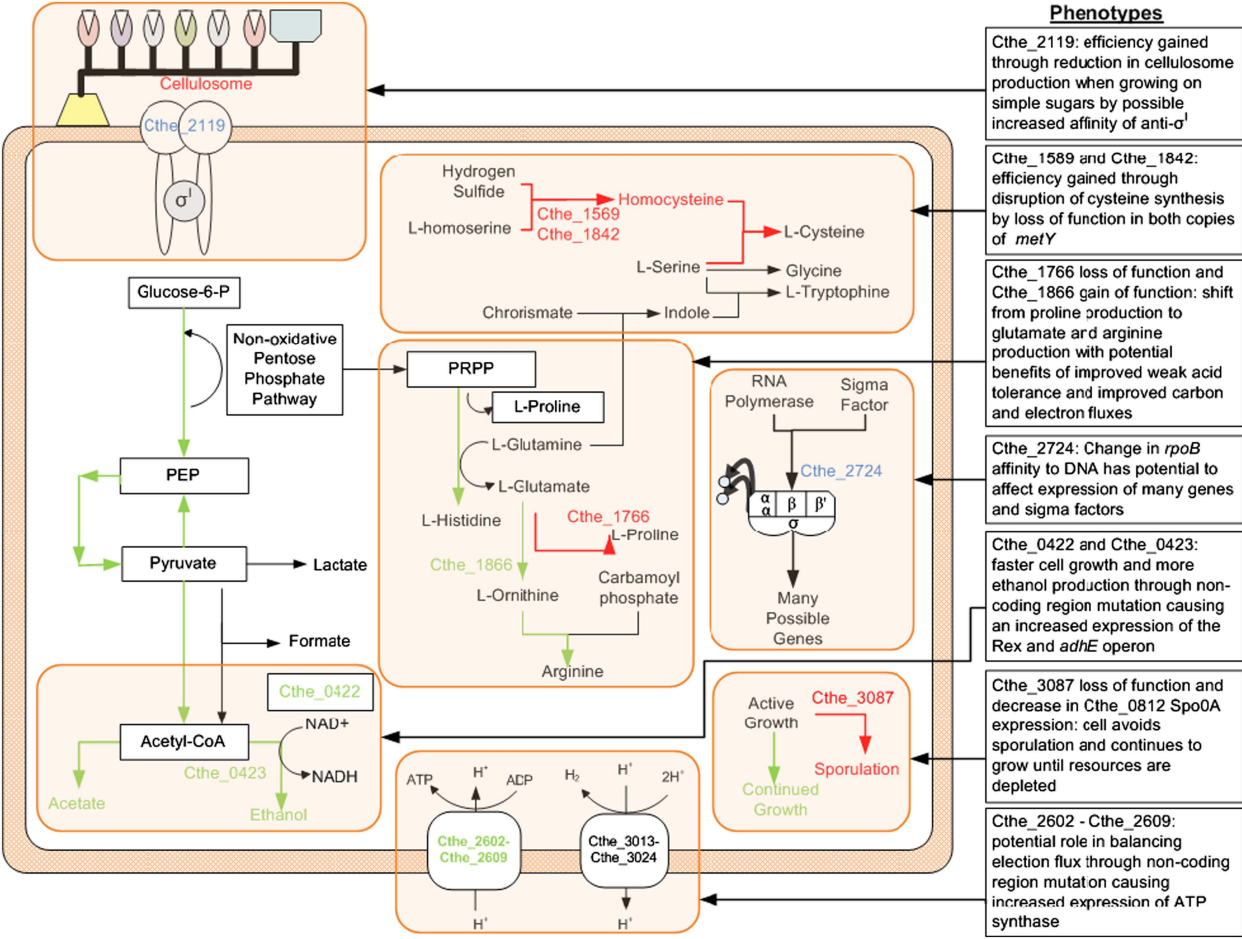 Phenotypes
Cellulosome
Cthe_2119
σI
Cthe_2119: efficiency gained
through reduction in cellulosome
production when growing on
simple sugars by possible
increased affinity of anti-σI
Hydrogen
Sulfide
L-homoserine
Cthe_1569
Cthe_1842
Homocysteine
L-Cysteine
L-Serine
Glycine
L-Tryptophine
Chrorismate
Indole
Cthe_1589 and Cthe_1842:
efficiency gained through
disruption of cysteine synthesis
by loss of function in both copies
of metY
Glucose-6-P
Non-oxidative
Pentose
Phosphate
Pathway
PEP
Pyruvate
Lactate
Formate
PRPP
L-Proline
L-Glutamine
L-Glutamate
L-Histidine
Cthe_1766
L-Proline
Cthe_1866
L-Ornithine
Carbamoyl
phosphate
Arginine
Cthe_1766 loss of function and
Cthe_1866 gain of function: shift
from proline production to
glutamate and arginine
production with potential
benefits of improved weak acid
tolerance and improved carbon
and electron fluxes
RNA
Polymerase
Sigma
Factor
Cthe_2724
α
α
β
β'
σ
Many
Possible
Genes
Cthe_2724: Change in rpoB
affinity to DNA has potential to
affect expression of many genes
and sigma factors
Cthe_0422
NAD+
Acetyl-CoA
Cthe_0423
NADH
Acetate
Ethanol
Cthe_0422 and Cthe_0423:
faster cell growth and more
ethanol production through non-
coding region mutation causing
an increased expression of the
Rex and adhE operon
Active
Growth
Cthe_3087
Sporulation
Continued
Growth
Cthe_3087 loss of function and
decrease in Cthe_0812 Spo0A
expression: cell avoids
sporulation and continues to
grow until resources are
depleted
ATP
H+
ADP
H2
H+
2H+
Cthe_2602-
Cthe_2609
Cthe_3013-
Cthe_3024
H+
H+
Cthe_2602 - Cthe_2609:
potential role in balancing
election flux through non-coding
region mutation causing
increased expression of ATP
synthase